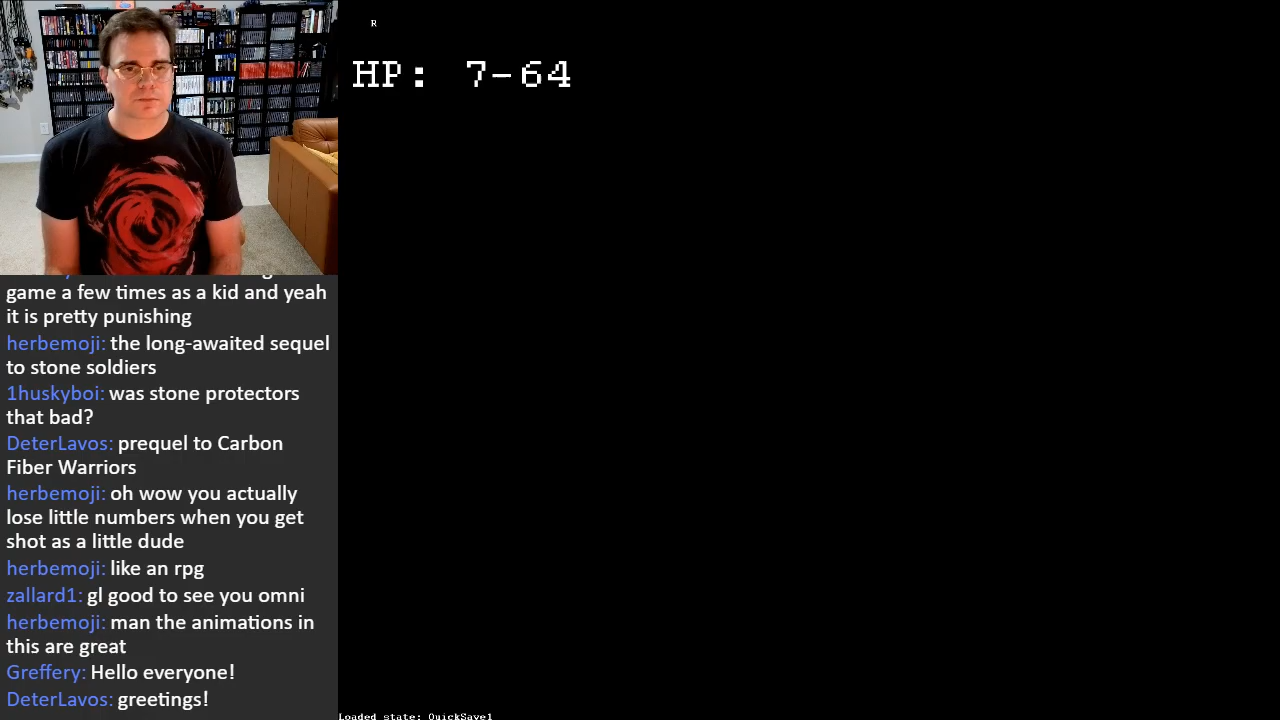 R
HP: 7-64
game a few times as a kid and yeah
it is pretty punishing
herbemoji: the long-awaited sequel
to stone soldiers
1huskyboi: was stone protectors
that bad?
DeterLavos: prequel to Carbon
Fiber Warriors
herbemoji: oh wow you actually
lose little numbers when you get
shot as a little dude
herbemoji: like an rpg
zallard1: gl good to see you omni
herbemoji: man the animations in
this are great
Greffery: Hello everyone!
DeterLavos: greetings!
Loaded state: QuickSave1